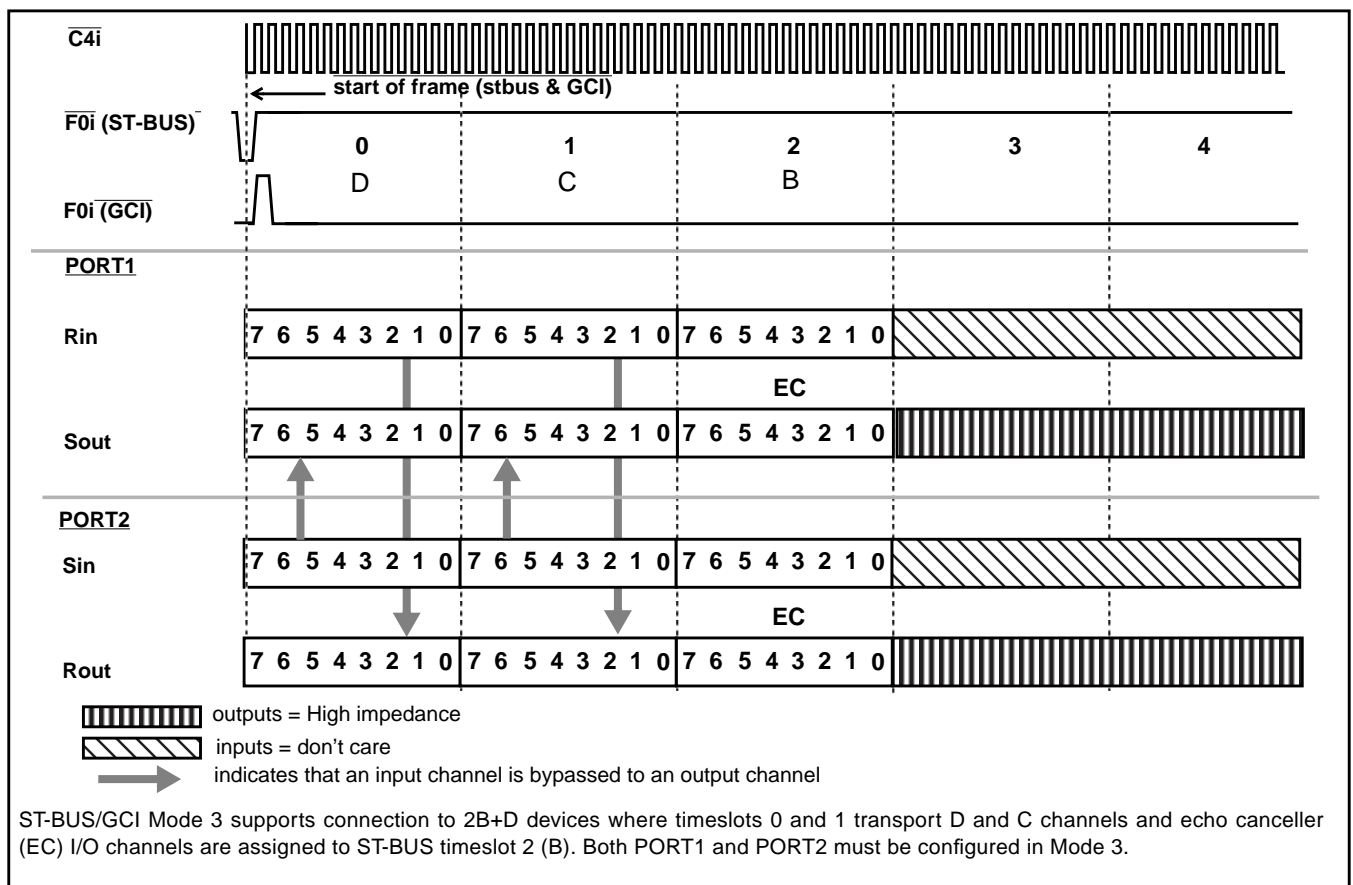 C4i
start of frame (stbus & GCI)
F0i (ST-BUS)
0 1 2 3 4
D C B
F0i (GCI)
PORT1
Rin 7 6 5 4 3 2 1 0 7 6 5 4 3 2 1 0 7 6 5 4 3 2 1 0
EC
Sout 7 6 5 4 3 2 1 0 7 6 5 4 3 2 1 0 7 6 5 4 3 2 1 0
PORT2
Sin 7 6 5 4 3 2 1 0 7 6 5 4 3 2 1 0 7 6 5 4 3 2 1 0
EC
Rout 7 6 5 4 3 2 1 0 7 6 5 4 3 2 1 0 7 6 5 4 3 2 1 0
outputs = High impedance
inputs = don't care
indicates that an input channel is bypassed to an output channel
ST-BUS/GCI Mode 3 supports connection to 2B+D devices where timeslots 0 and 1 transport D and C channels and echo canceller
(EC) I/O channels are assigned to ST-BUS timeslot 2 (B). Both PORT1 and PORT2 must be configured in Mode 3.